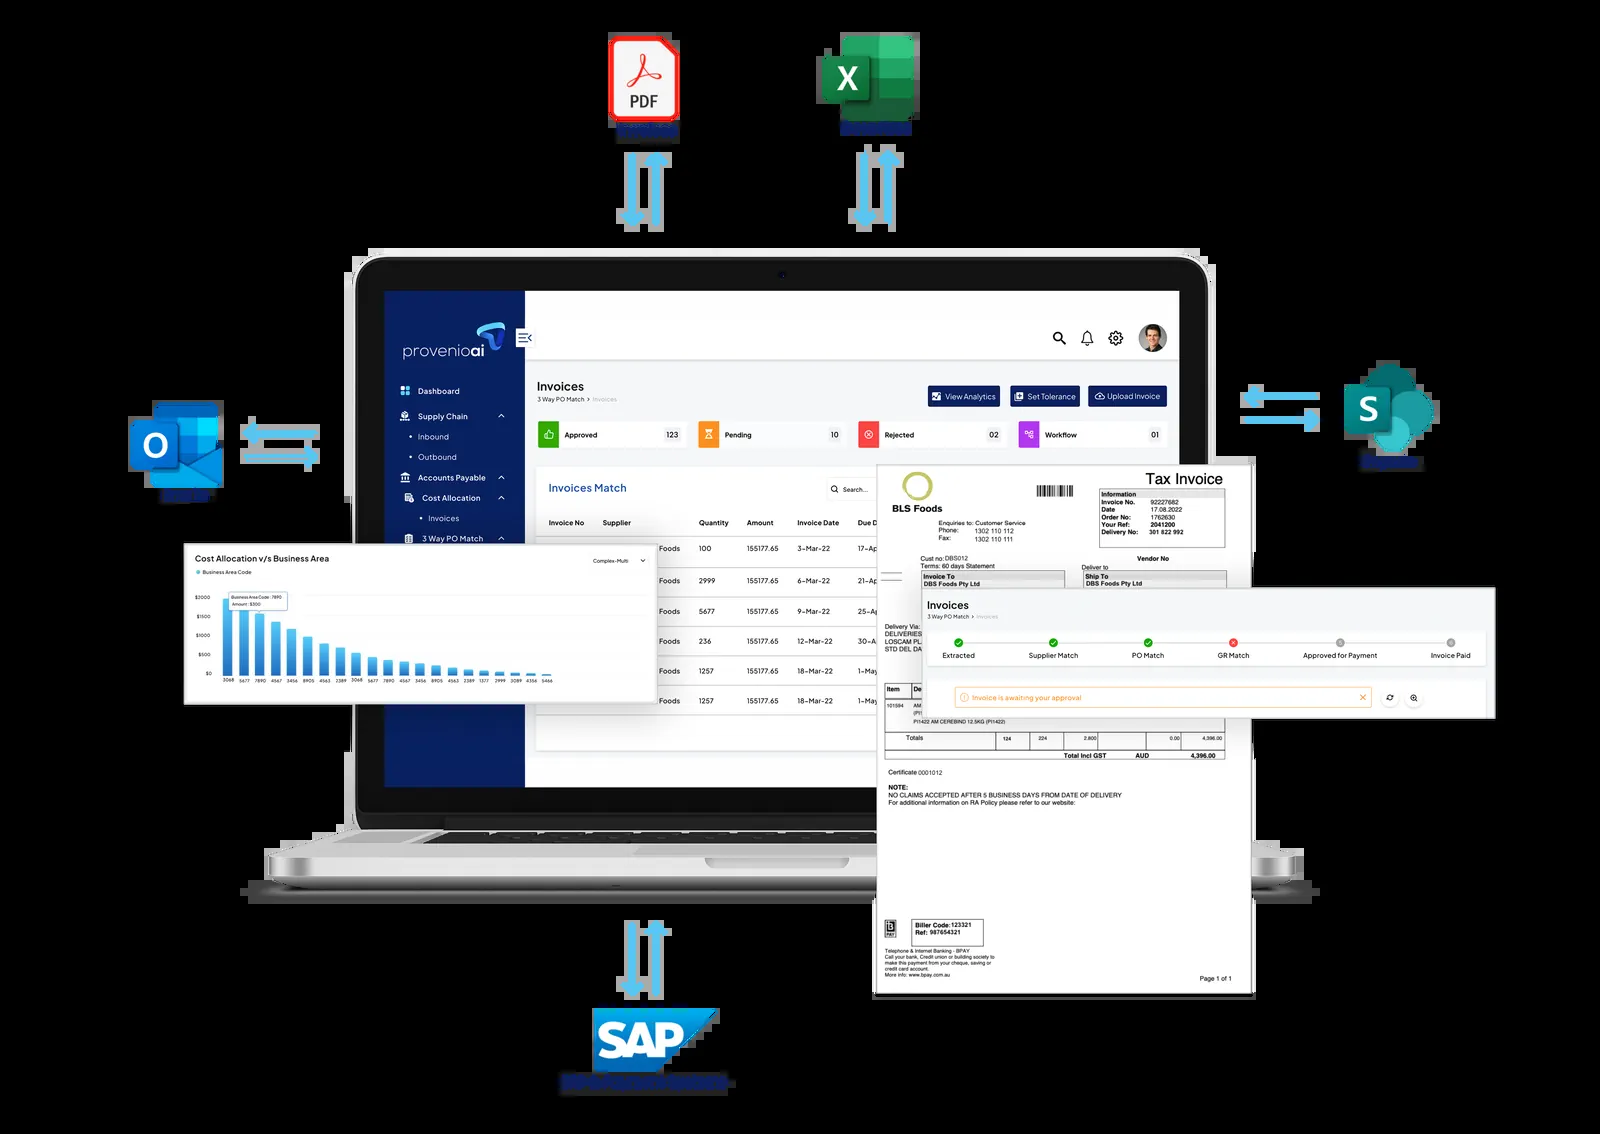 PDF
X
provenioai
Dashboard
Supply Chain
Inbound
Outbound
Accounts Payable
Cost Allocation
Invoices
3 Way PO Match
Invoices
3 Way PO Match > Invoices
View Analytics
Set Tolerance
Upload Invoice
Approved 123
Pending 10
Rejected 02
Workflow 01
Invoices Match
Search...
Invoice No Supplier Quantity Amount Invoice Date Due D
Foods 100 155177.65 3-Mar-22 17-Ap
Foods 2999 155177.65 6-Mar-22 21-Ap
Foods 5677 155177.65 9-Mar-22 25-Ap
Foods 236 155177.65 12-Mar-22 30-A
Foods 1257 155177.65 18-Mar-22 1-May
Foods 1257 155177.65 18-Mar-22 1-May
O
S
Cost Allocation v/s Business Area
Complex-Multi
Business Area Code
Business Area Code : 7890
Amount : $300
$2000
$1500
$1000
$500
$0
3068 5677 7890 4567 3456 8905 4563 2389 3068 5677 7890 4567 3456 8905 4563 2389 1377 2999 3089 4356 5466
BLS Foods
Tax Invoice
Information
Invoice No. 92227682
Date 17.08.2022
Order No: 1762630
Your Ref: 2041200
Delivery No: 301 822 992
Enquiries to: Customer Service
Phone: 1302 110 112
Fax: 1302 110 111
Cust no: DBS012
Terms: 60 days Statement
Vendor No
Deliver to
Invoice To
DBS Foods Pty Ltd
Ship To
DBS Foods Pty Ltd
Delivery Via:
DELIVERIES
LOSCAM PL
STD DEL DA
Invoices
3 Way PO Match > Invoices
Extracted
Supplier Match
PO Match
GR Match
Approved for Payment
Invoice Paid
Invoice is awaiting your approval
Item De
101594 AM
(PI
PI1422 AM CEREBIND 12.5KG (PI1422)
Totals 124 224 2.800 0.00 4,396.00
Total Incl GST AUD 4,396.00
Certificate 0001012
NOTE:
NO CLAIMS ACCEPTED AFTER 5 BUSINESS DAYS FROM DATE OF DELIVERY
For additional information on RA Policy please refer to our website:
B
PAY
Biller Code: 123321
Ref: 987654321
Telephone & Internet Banking - BPAY
Call your bank, Credit union or building society to
make this payment from your cheque, saving or
credit card account.
More info: www.bpay.com.au
Page 1 of 1
SAP